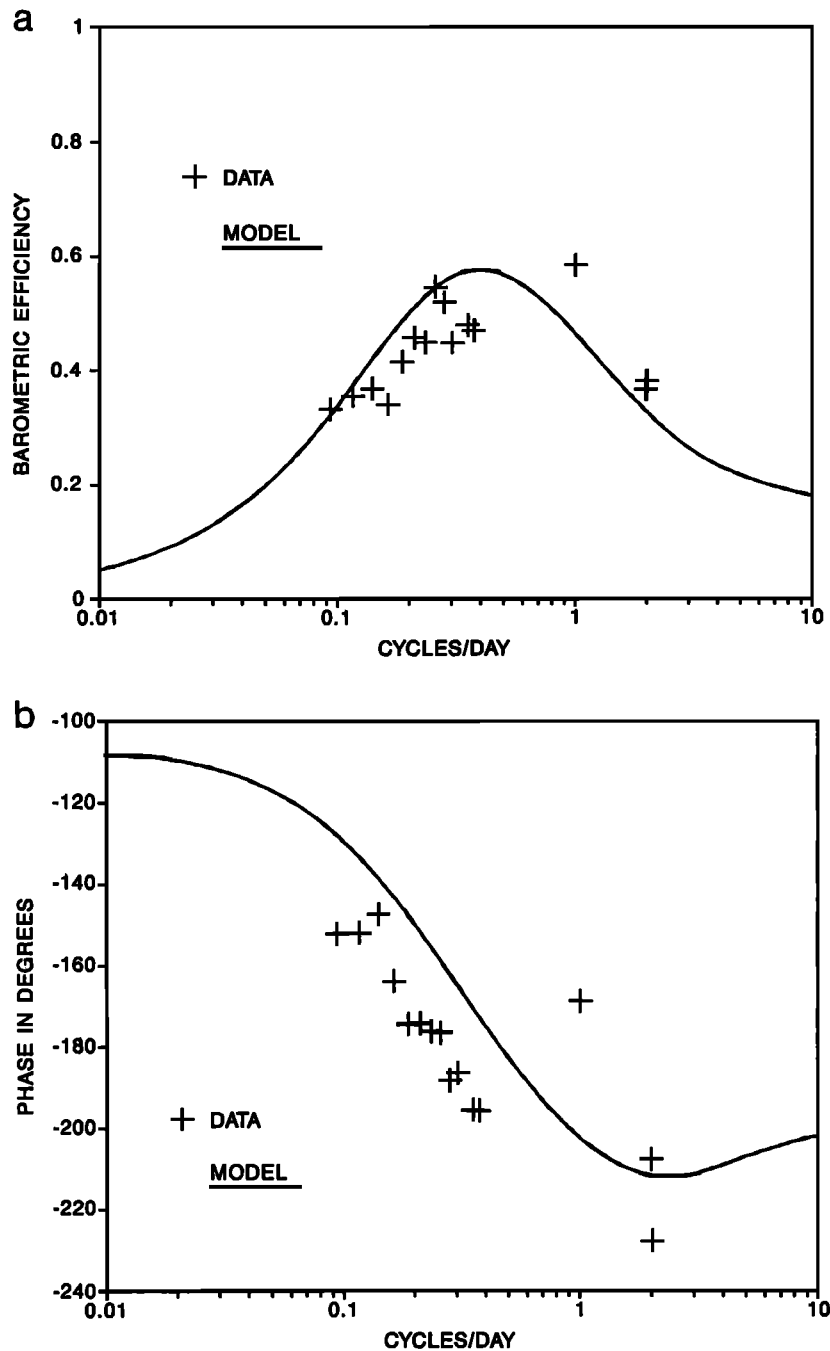 a
1
0.8
DATA
MODEL
0.6
0.4
0.2
0
BAROMETRIC EFFICIENCY
0.01 0.1 1 10
CYCLES/DAY
b
-100
-120
-140
-160
-180
-200
-220
-240
PHASE IN DEGREES
DATA
MODEL
0.01 0.1 1 10
CYCLES/DAY